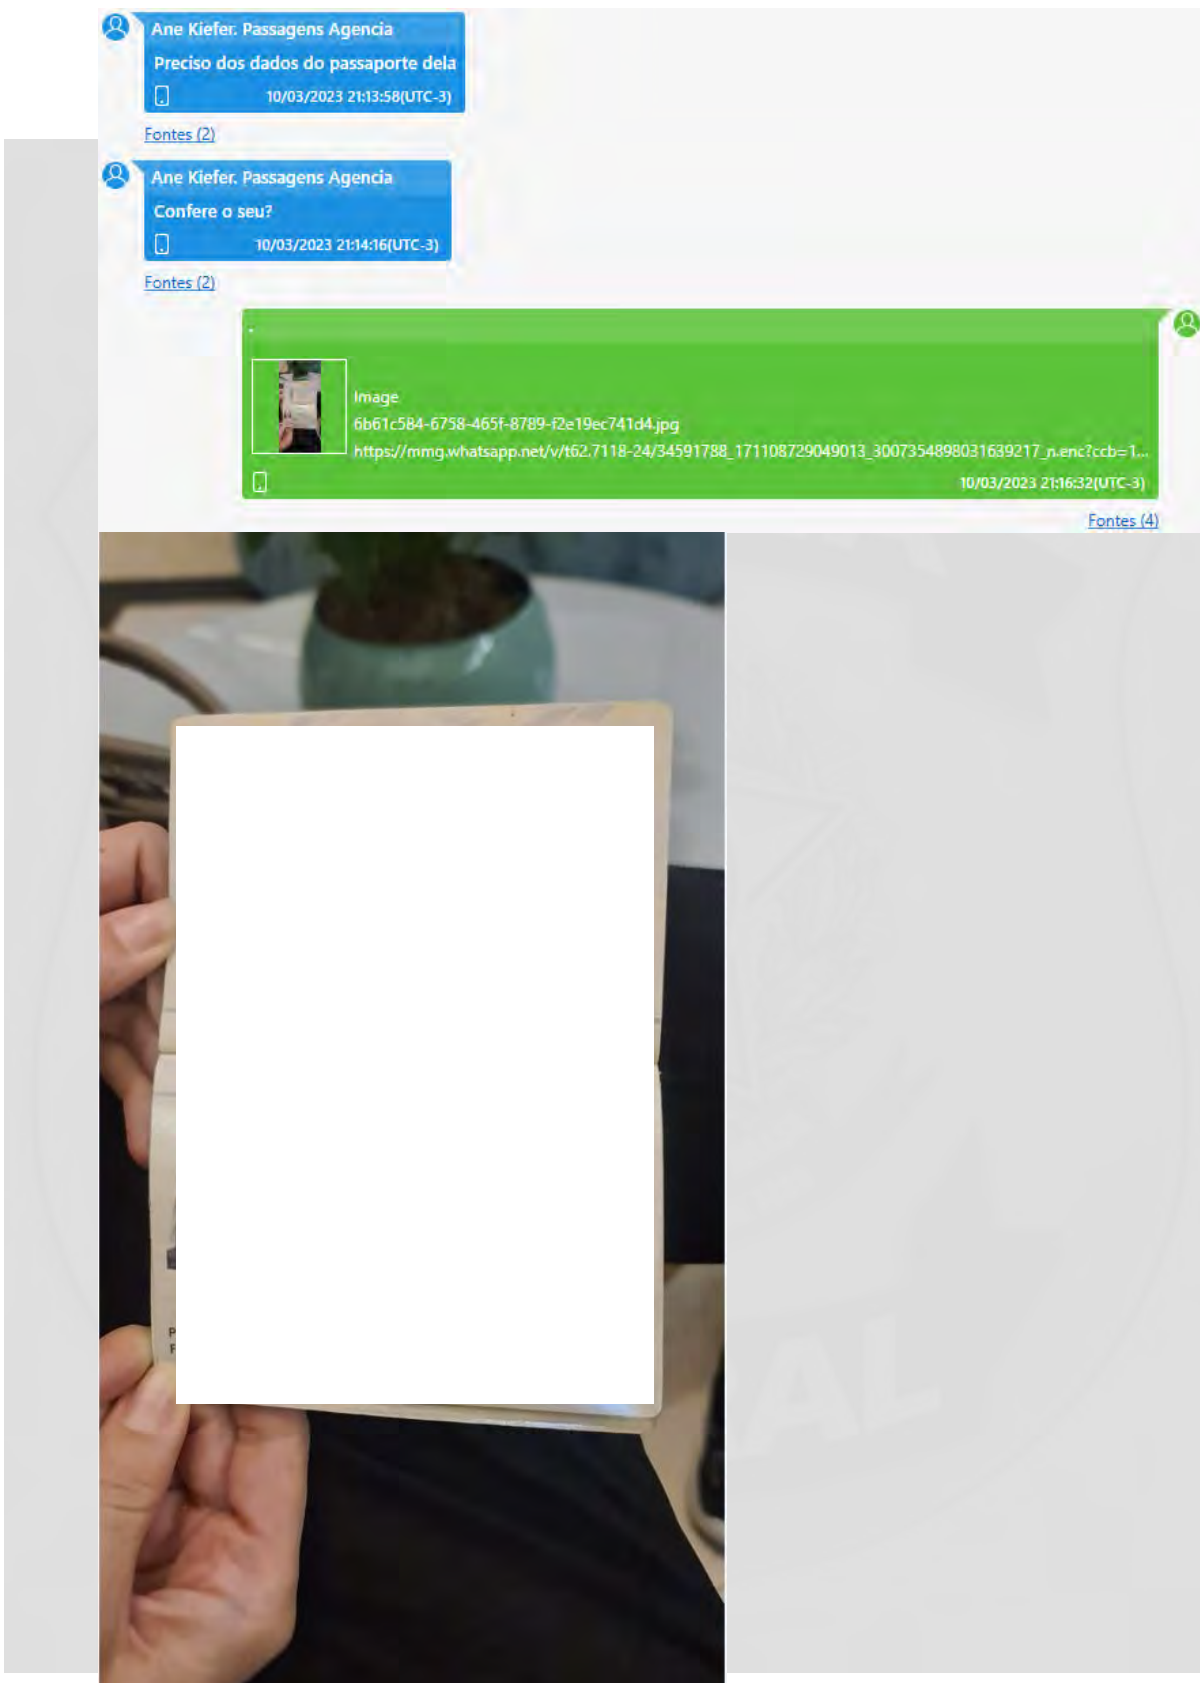 Ane Kiefer. Passagens Agencia
Preciso dos dados do passaporte dela
10/03/2023 21:13:58(UTC-3)
Fontes (2)
Ane Kiefer. Passagens Agencia
Confere o seu?
10/03/2023 21:14:16(UTC-3)
Fontes (2)
.
Image
6b61c584-6758-465f-8789-f2e19ec741d4.jpg
https://mmg.whatsapp.net/v/t62.7118-24/34591788_171108729049013_3007354898031639217_n.enc?ccb=1...
10/03/2023 21:16:32(UTC-3)
Fontes (4)
P
F
AL